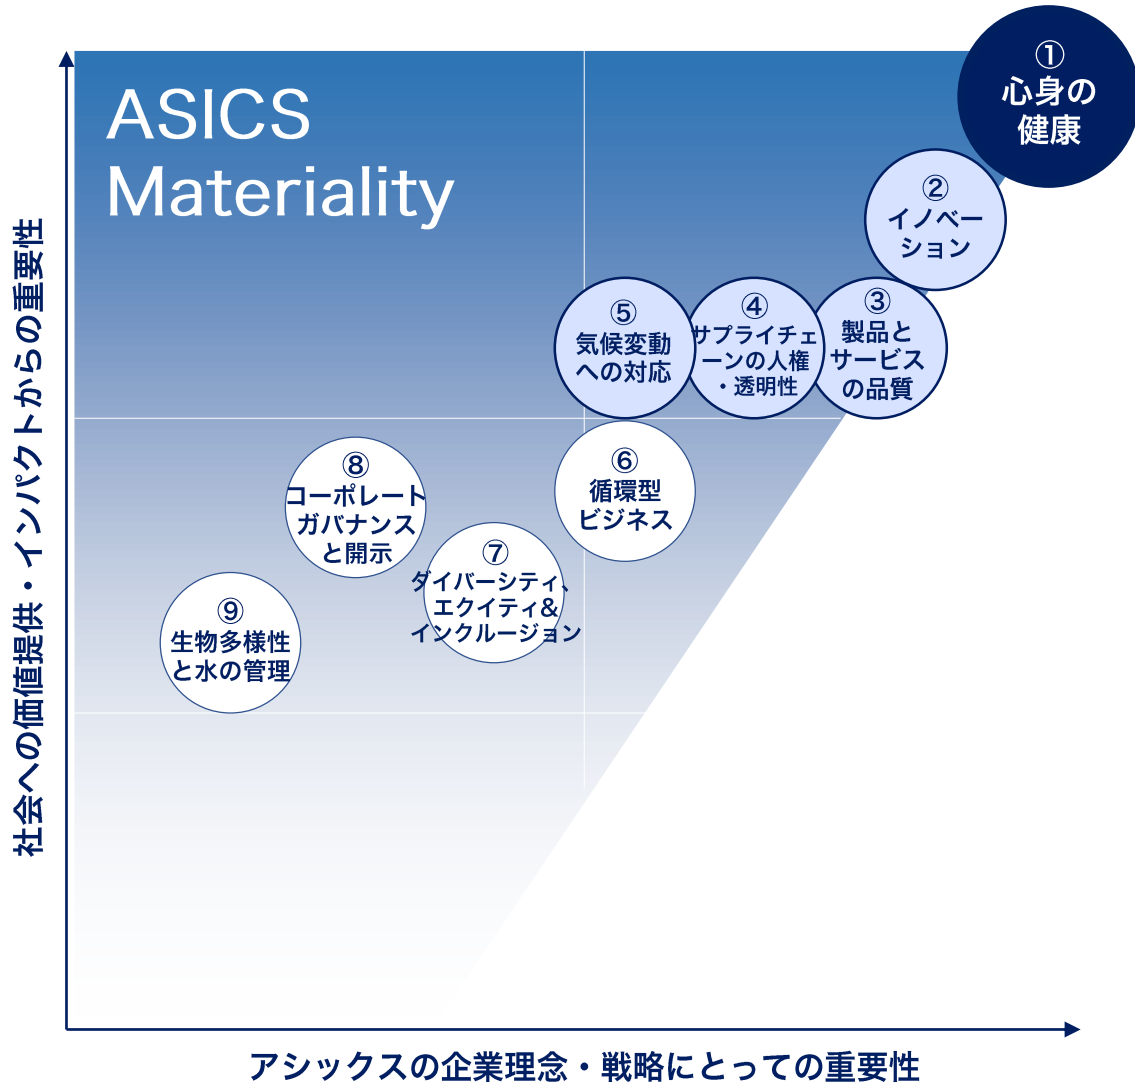 ASICS
Materiality
①
心身の
健康
②
イノベー
ション
③
製品と
サービス
の品質
④
サプライチェ
ーンの人権
・透明性
⑤
気候変動
への対応
⑥
循環型
ビジネス
⑦
ダイバーシティ、
エクイティ&
インクルージョン
⑧
コーポレート
ガバナンス
と開示
⑨
生物多様性
と水の管理
社会への価値提供・インパクトからの重要性
アシックスの企業理念・戦略にとっての重要性